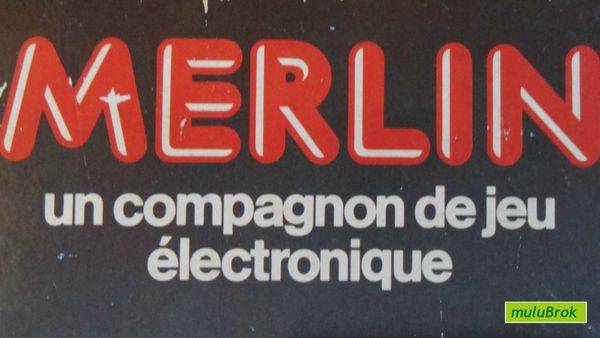 MERLIN
un compagnon de jeu
électronique
muluBrok